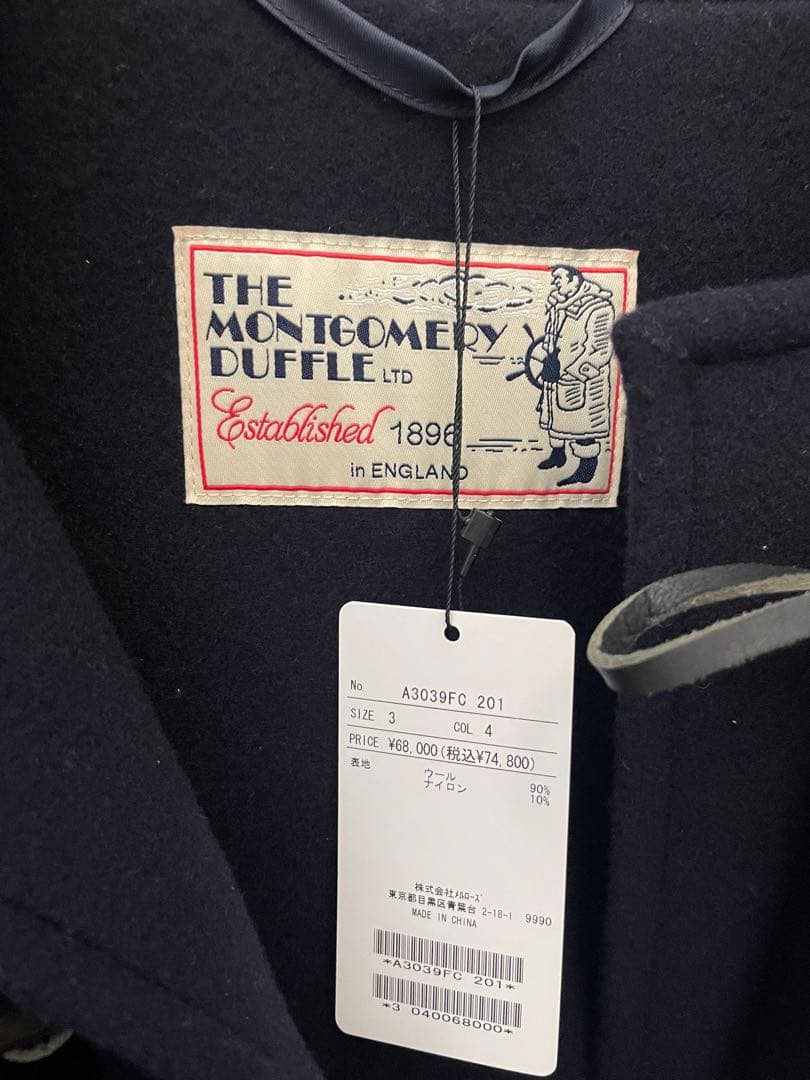 THE
MONTGOMERY
DUFFLE LTD
Established 1896
in ENGLAND
No A3039FC 201
SIZE 3 COL 4
PRICE ¥68,000(税込¥74,800)
表地 ウール 90%
ナイロン 10%
株式会社ﾒﾙﾛｰｽﾞ
東京都目黒区青葉台 2-18-1 9990
MADE IN CHINA
*A3039FC 201*
*3 040068000*